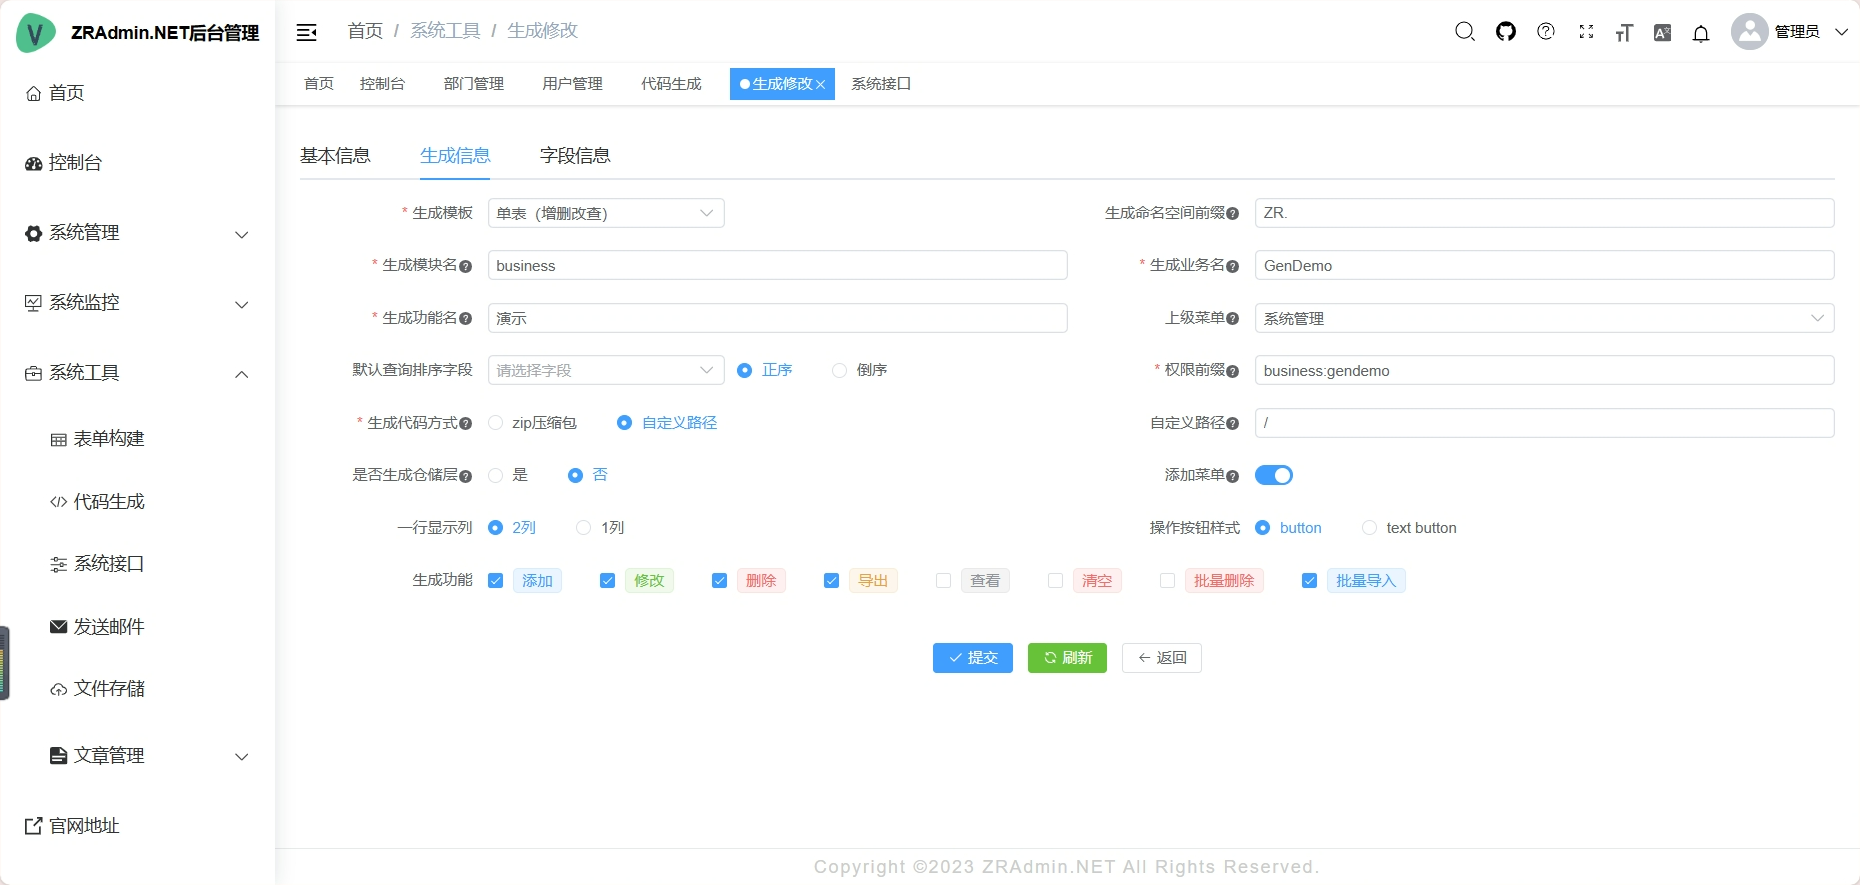 ZRAdmin.NET后台管理
首页 / 系统工具 / 生成修改
管理员
首页
控制台
部门管理
用户管理
代码生成
生成修改
系统接口
首页
控制台
系统管理
系统监控
系统工具
表单构建
代码生成
系统接口
发送邮件
文件存储
文章管理
官网地址
基本信息
生成信息
字段信息
* 生成模板 单表（增删改查）
生成命名空间前缀 ZR.
* 生成模块名 business
* 生成业务名 GenDemo
* 生成功能名 演示
上级菜单 系统管理
默认查询排序字段 请选择字段 正序 倒序
* 权限前缀 business:gendemo
* 生成代码方式 zip压缩包 自定义路径
自定义路径 /
是否生成仓储层 是 否
添加菜单
一行显示列 2列 1列
操作按钮样式 button text button
生成功能 添加 修改 删除 导出 查看 清空 批量删除 批量导入
提交 刷新 返回
Copyright ©2023 ZRAdmin.NET All Rights Reserved.